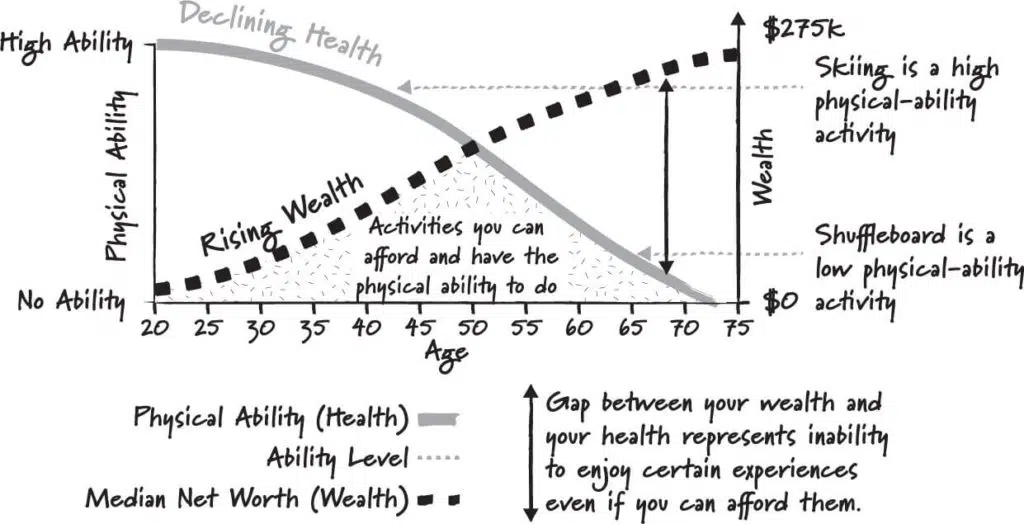 Declining Health
High Ability
$275k
Skiing is a high
physical-ability
activity
Physical Ability
Wealth
Rising Wealth
Activities you can
afford and have the
physical ability to do
Shuffleboard is a
low physical-ability
activity
No Ability
$0
20 25 30 35 40 45 50 55 60 65 70 75
Age
Physical Ability (Health)
Ability Level
Median Net Worth (Wealth)
Gap between your wealth and
your health represents inability
to enjoy certain experiences
even if you can afford them.